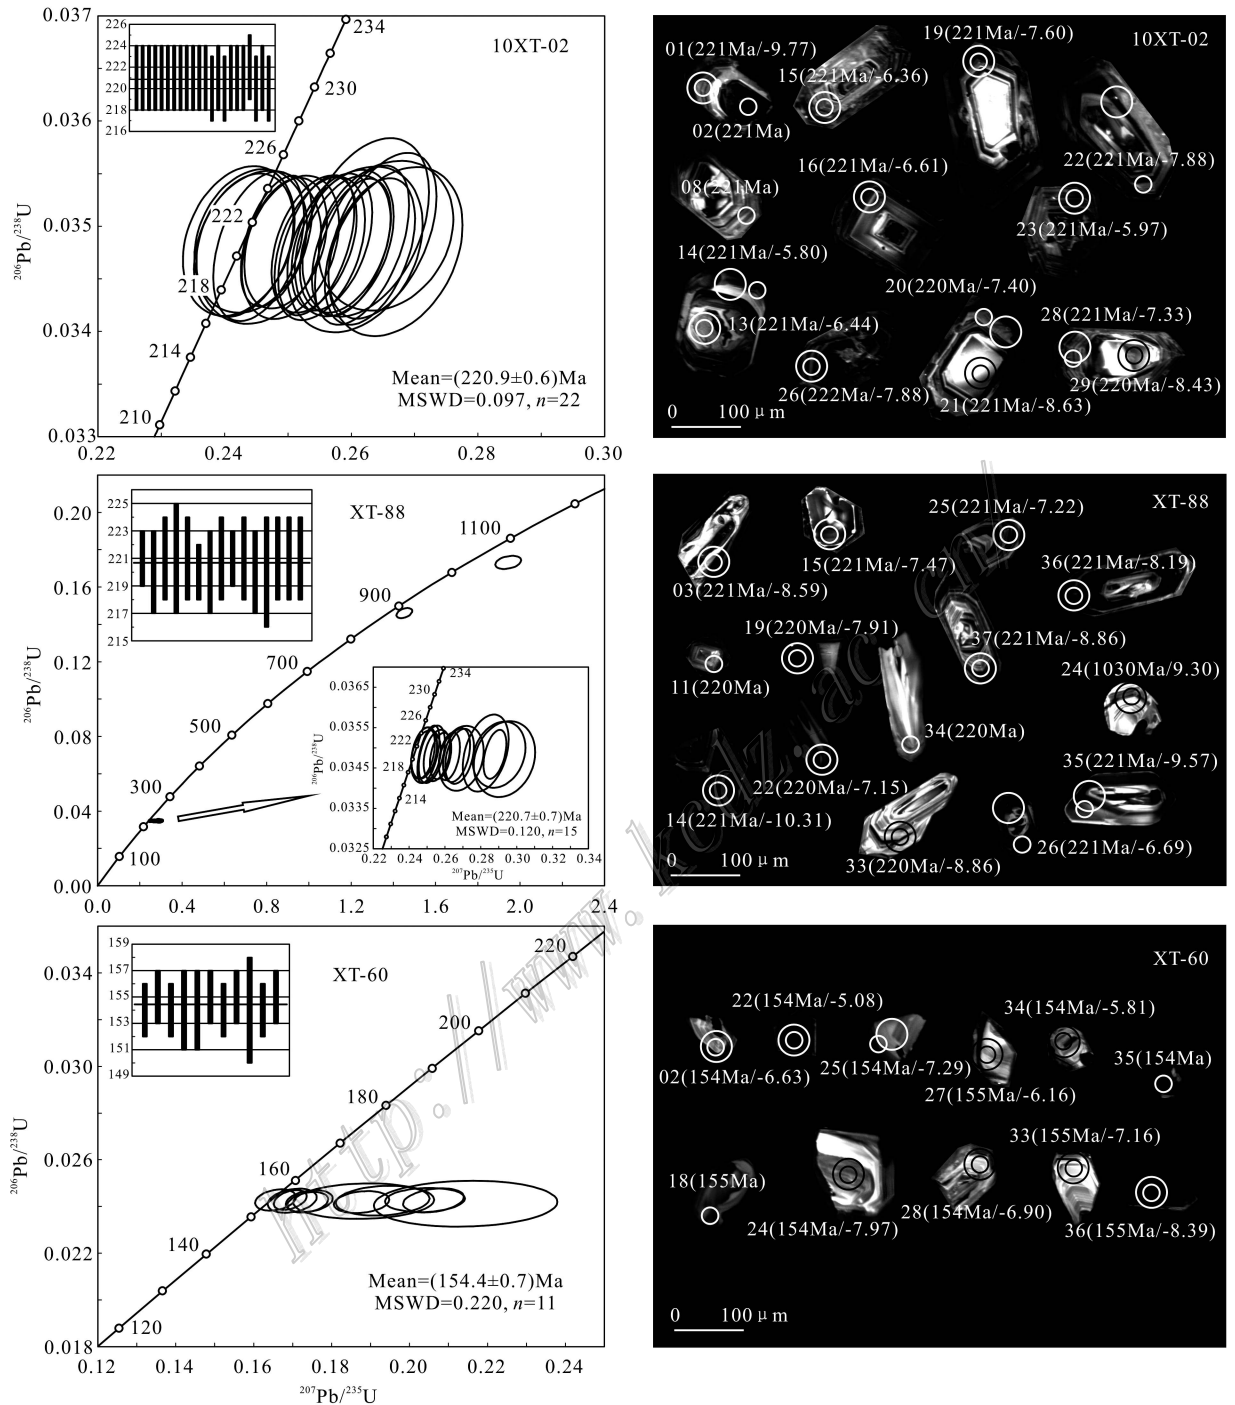 0.037
0.036
0.035
0.034
0.033
0.22
0.24
0.26
0.28
0.30
²⁰⁶Pb/²³⁸U
226
224
222
220
218
216
10XT-02
234
230
226
222
218
214
210
Mean=(220.9±0.6)Ma
MSWD=0.097, n=22
10XT-02
01(221Ma/-9.77)
19(221Ma/-7.60)
15(221Ma/-6.36)
02(221Ma)
16(221Ma/-6.61)
22(221Ma/-7.88)
08(221Ma)
23(221Ma/-5.97)
14(221Ma/-5.80)
20(220Ma/-7.40)
28(221Ma/-7.33)
13(221Ma/-6.44)
26(222Ma/-7.88)
29(220Ma/-8.43)
21(221Ma/-8.63)
0 100 μm
0.20
0.16
0.12
0.08
0.04
0.00
0.0
0.4
0.8
1.2
1.6
2.0
2.4
²⁰⁶Pb/²³⁸U
225
223
221
219
217
215
XT-88
1100
900
700
500
300
100
0.0365
0.0355
0.0345
0.0335
0.0325
0.22
0.24
0.26
0.28
0.30
0.32
0.34
²⁰⁶Pb/²³⁸U
²⁰⁷Pb/²³⁵U
234
230
226
222
218
214
Mean=(220.7±0.7)Ma
MSWD=0.120, n=15
XT-88
25(221Ma/-7.22)
15(221Ma/-7.47)
36(221Ma/-8.19)
03(221Ma/-8.59)
19(220Ma/-7.91)
37(221Ma/-8.86)
24(1030Ma/9.30)
11(220Ma)
34(220Ma)
35(221Ma/-9.57)
22(220Ma/-7.15)
14(221Ma/-10.31)
26(221Ma/-6.69)
33(220Ma/-8.86)
0 100 μm
0.034
0.030
0.026
0.022
0.018
0.12
0.14
0.16
0.18
0.20
0.22
0.24
²⁰⁶Pb/²³⁸U
²⁰⁷Pb/²³⁵U
159
157
155
153
151
149
XT-60
220
200
180
160
140
120
Mean=(154.4±0.7)Ma
MSWD=0.220, n=11
XT-60
22(154Ma/-5.08)
34(154Ma/-5.81)
25(154Ma/-7.29)
35(154Ma)
02(154Ma/-6.63)
27(155Ma/-6.16)
33(155Ma/-7.16)
18(155Ma)
28(154Ma/-6.90)
24(154Ma/-7.97)
36(155Ma/-8.39)
0 100 μm
http://www.kcdz.ac.cn/